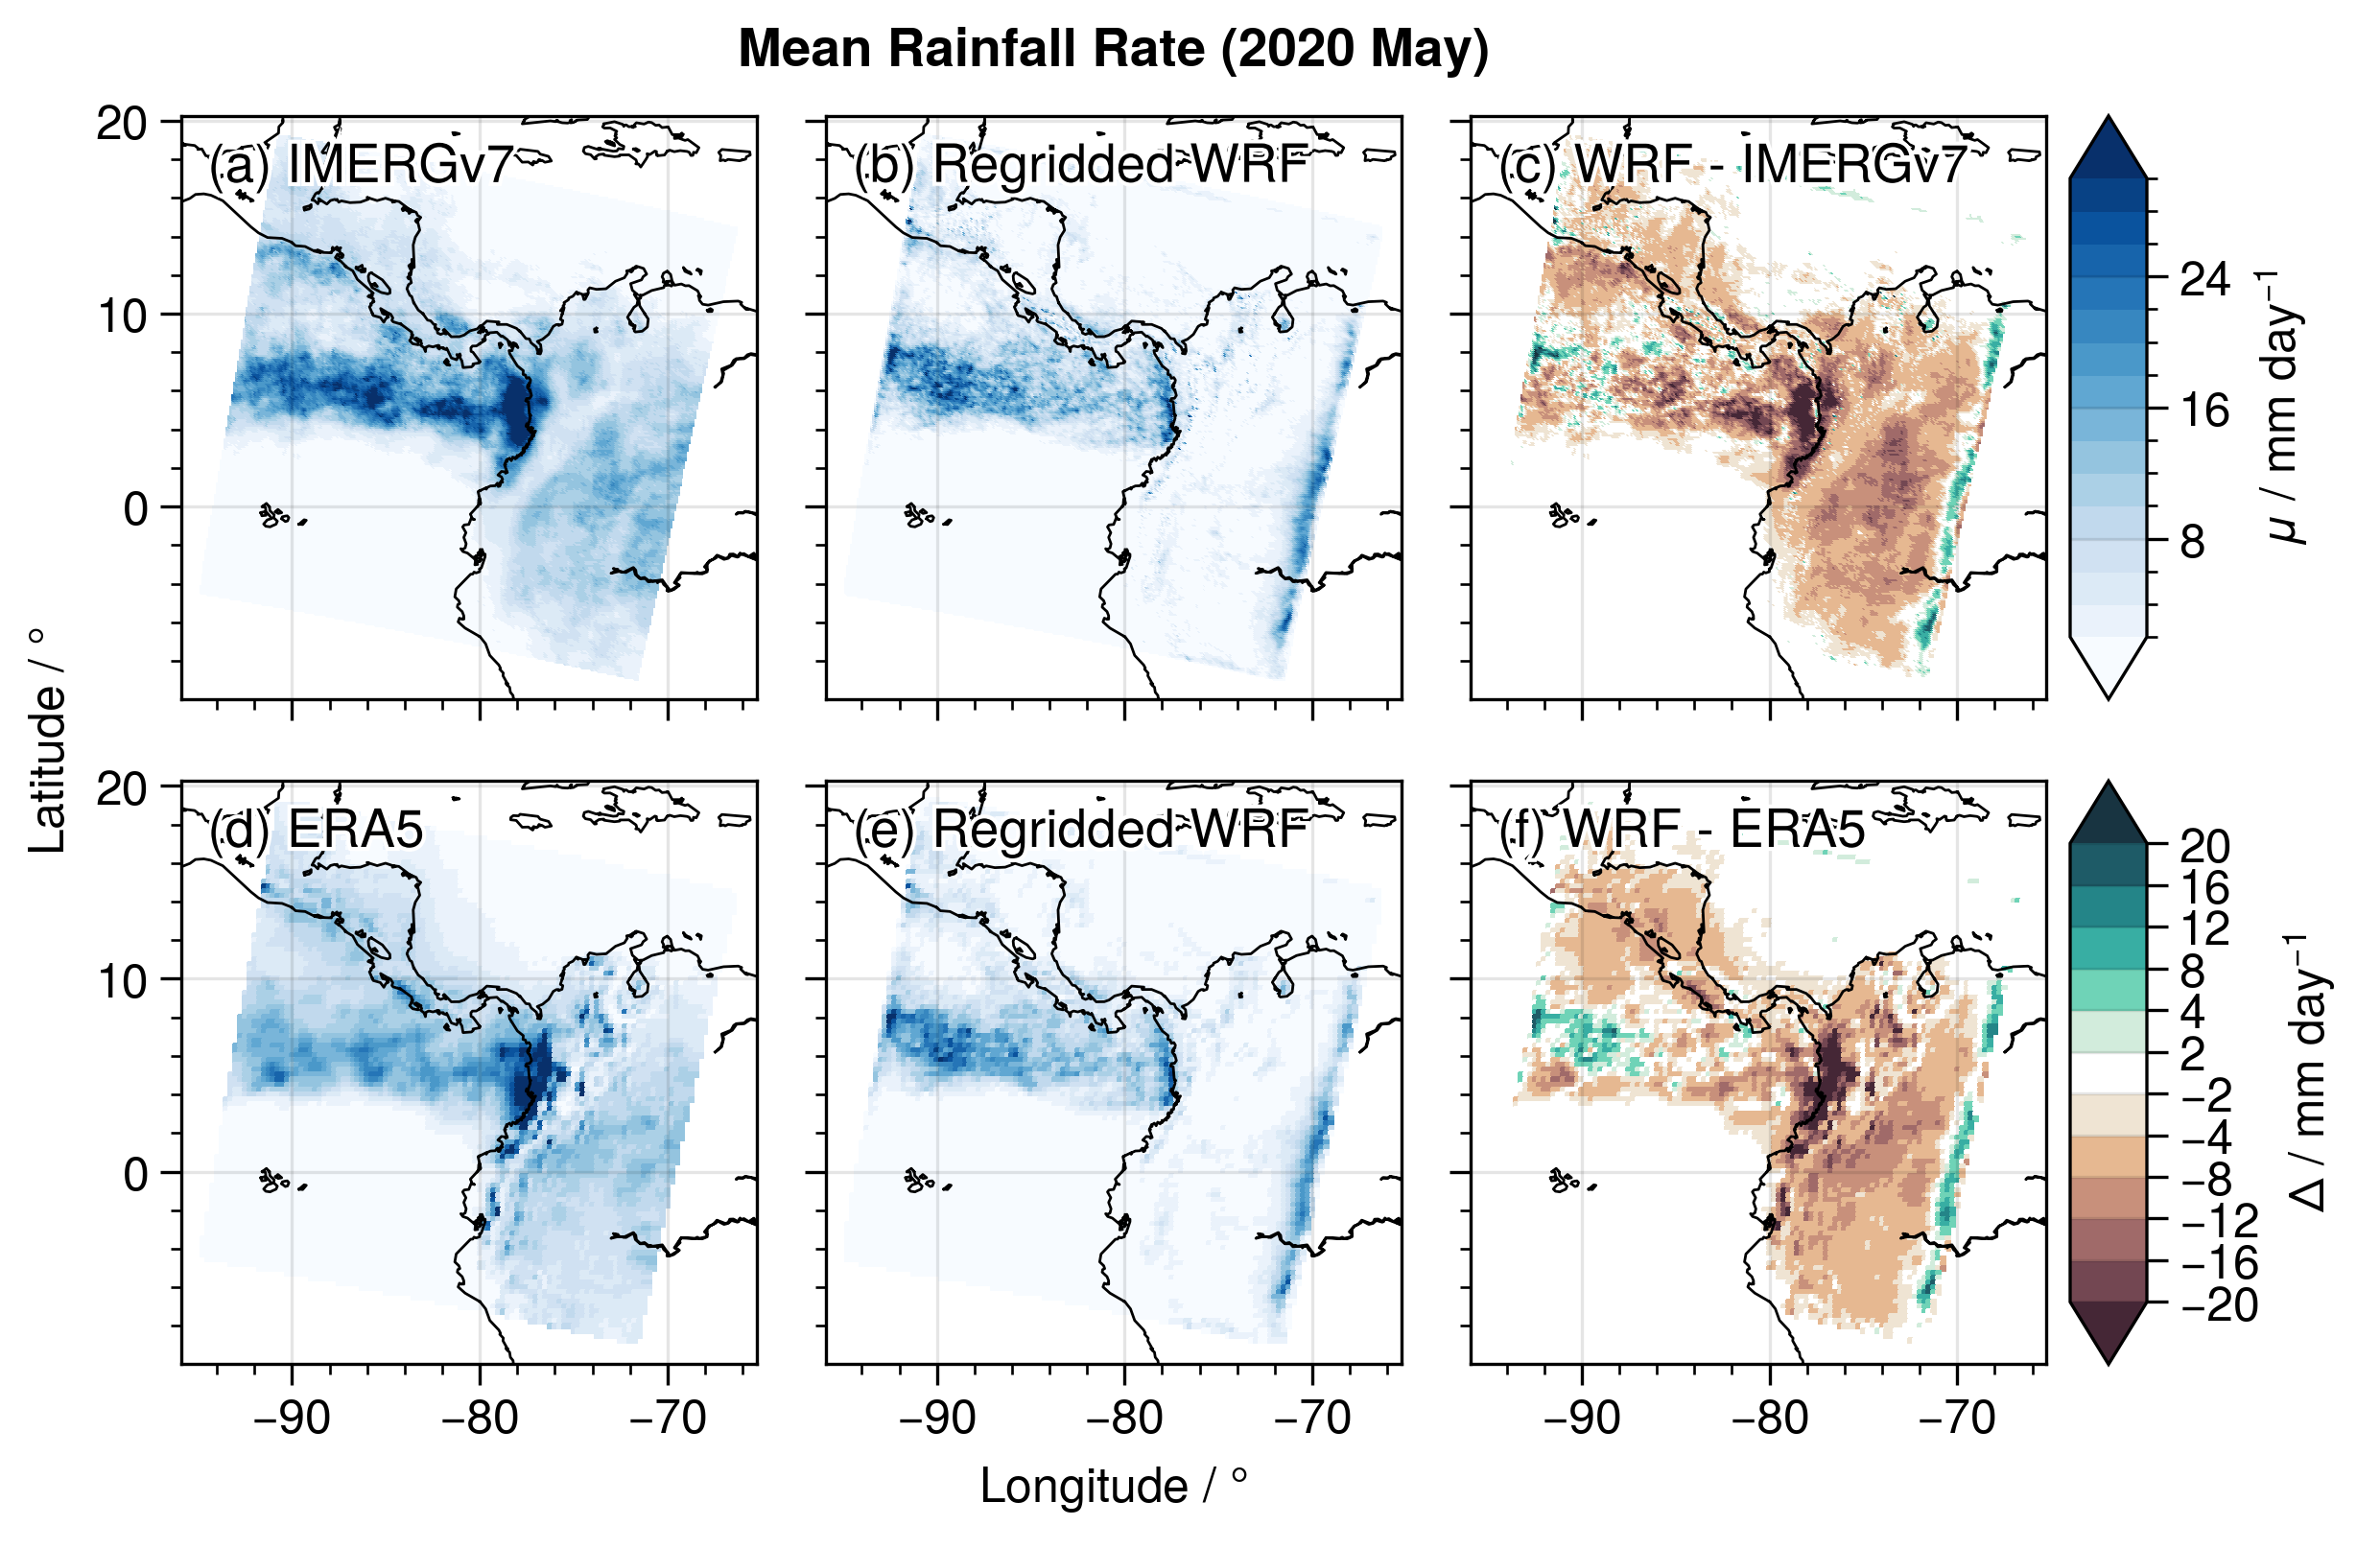 Mean Rainfall Rate (2020 May)
(a) IMERGv7
(b) Regridded WRF
(c) WRF - IMERGv7
20
10
0
24
16
8
μ / mm day⁻¹
Latitude / °
(d) ERA5
(e) Regridded WRF
(f) WRF - ERA5
20
10
0
20
16
12
8
4
2
−2
−4
−8
−12
−16
−20
Δ / mm day⁻¹
−90 −80 −70
−90 −80 −70
−90 −80 −70
Longitude / °